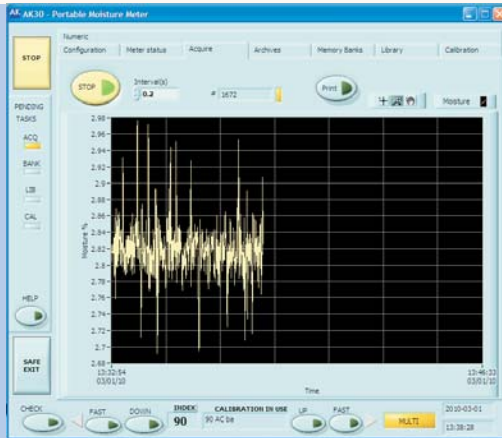 AK AK30 - Portable Moisture Meter
STOP
Numeric
Configuration Meter status Acquire Archives Memory Banks Library Calibration
STOP
Interval(s)
0.2
# 1672
Print
Moisture
PENDING
TASKS
ACQ
BANK
LIB
CAL
HELP
SAFE
EXIT
Moisture %
2.98
2.96
2.94
2.92
2.9
2.88
2.86
2.84
2.82
2.8
2.78
2.76
2.74
2.72
2.7
2.68
13:32:54
03/01/10
13:46:33
03/01/10
Time
CHECK
FAST
DOWN
INDEX
90
CALIBRATION IN USE
90 AC be
UP
FAST
MULTI
2010-03-01
13:38:28